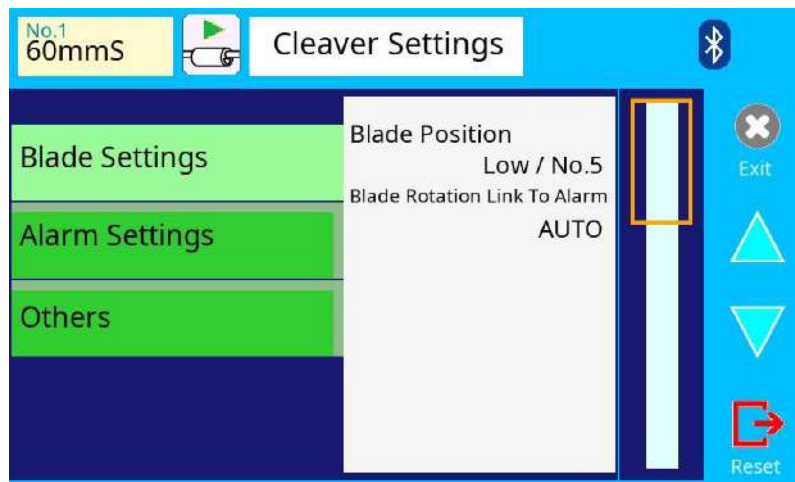 No.1
60mmS
Cleaver Settings
Blade Settings
Alarm Settings
Others
Blade Position
Low / No.5
Blade Rotation Link To Alarm
AUTO
Exit
Reset